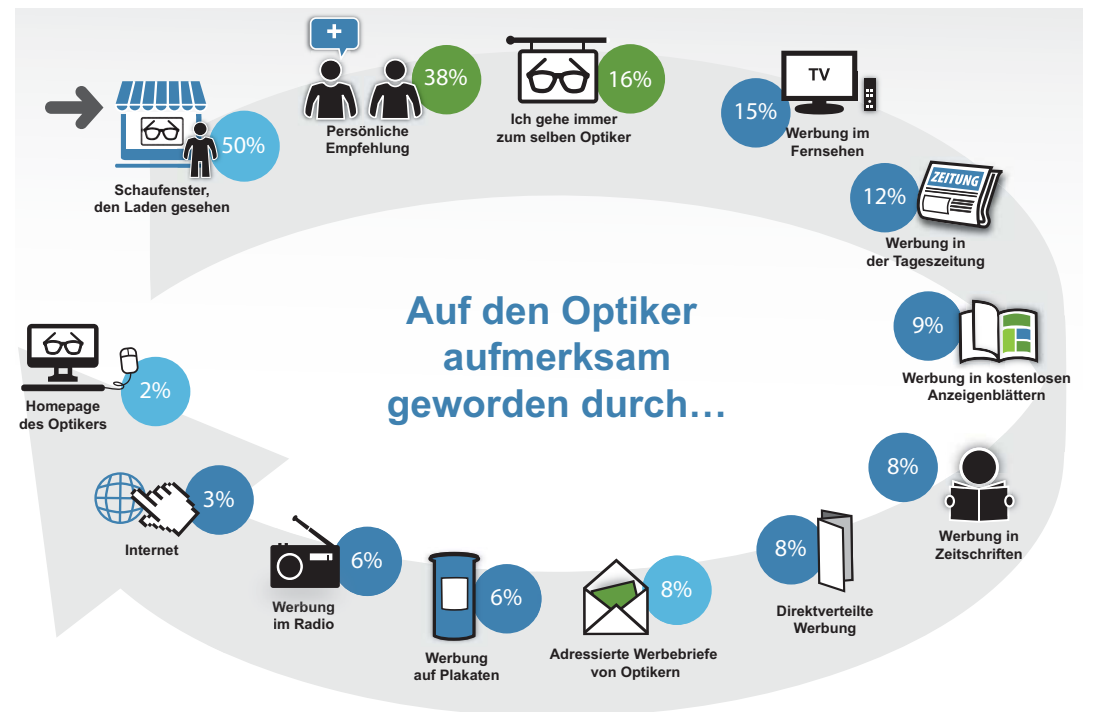 50%
Schaufenster,
den Laden gesehen
+
38%
Persönliche
Empfehlung
16%
Ich gehe immer
zum selben Optiker
TV
15%
Werbung im
Fernsehen
ZEITUNG
12%
Werbung in
der Tageszeitung
9%
Werbung in kostenlosen
Anzeigenblättern
8%
Werbung in
Zeitschriften
8%
Direktverteilte
Werbung
8%
Adressierte Werbebriefe
von Optikern
6%
Werbung
auf Plakaten
6%
Werbung
im Radio
3%
Internet
2%
Homepage
des Optikers
Auf den Optiker
aufmerksam
geworden durch…